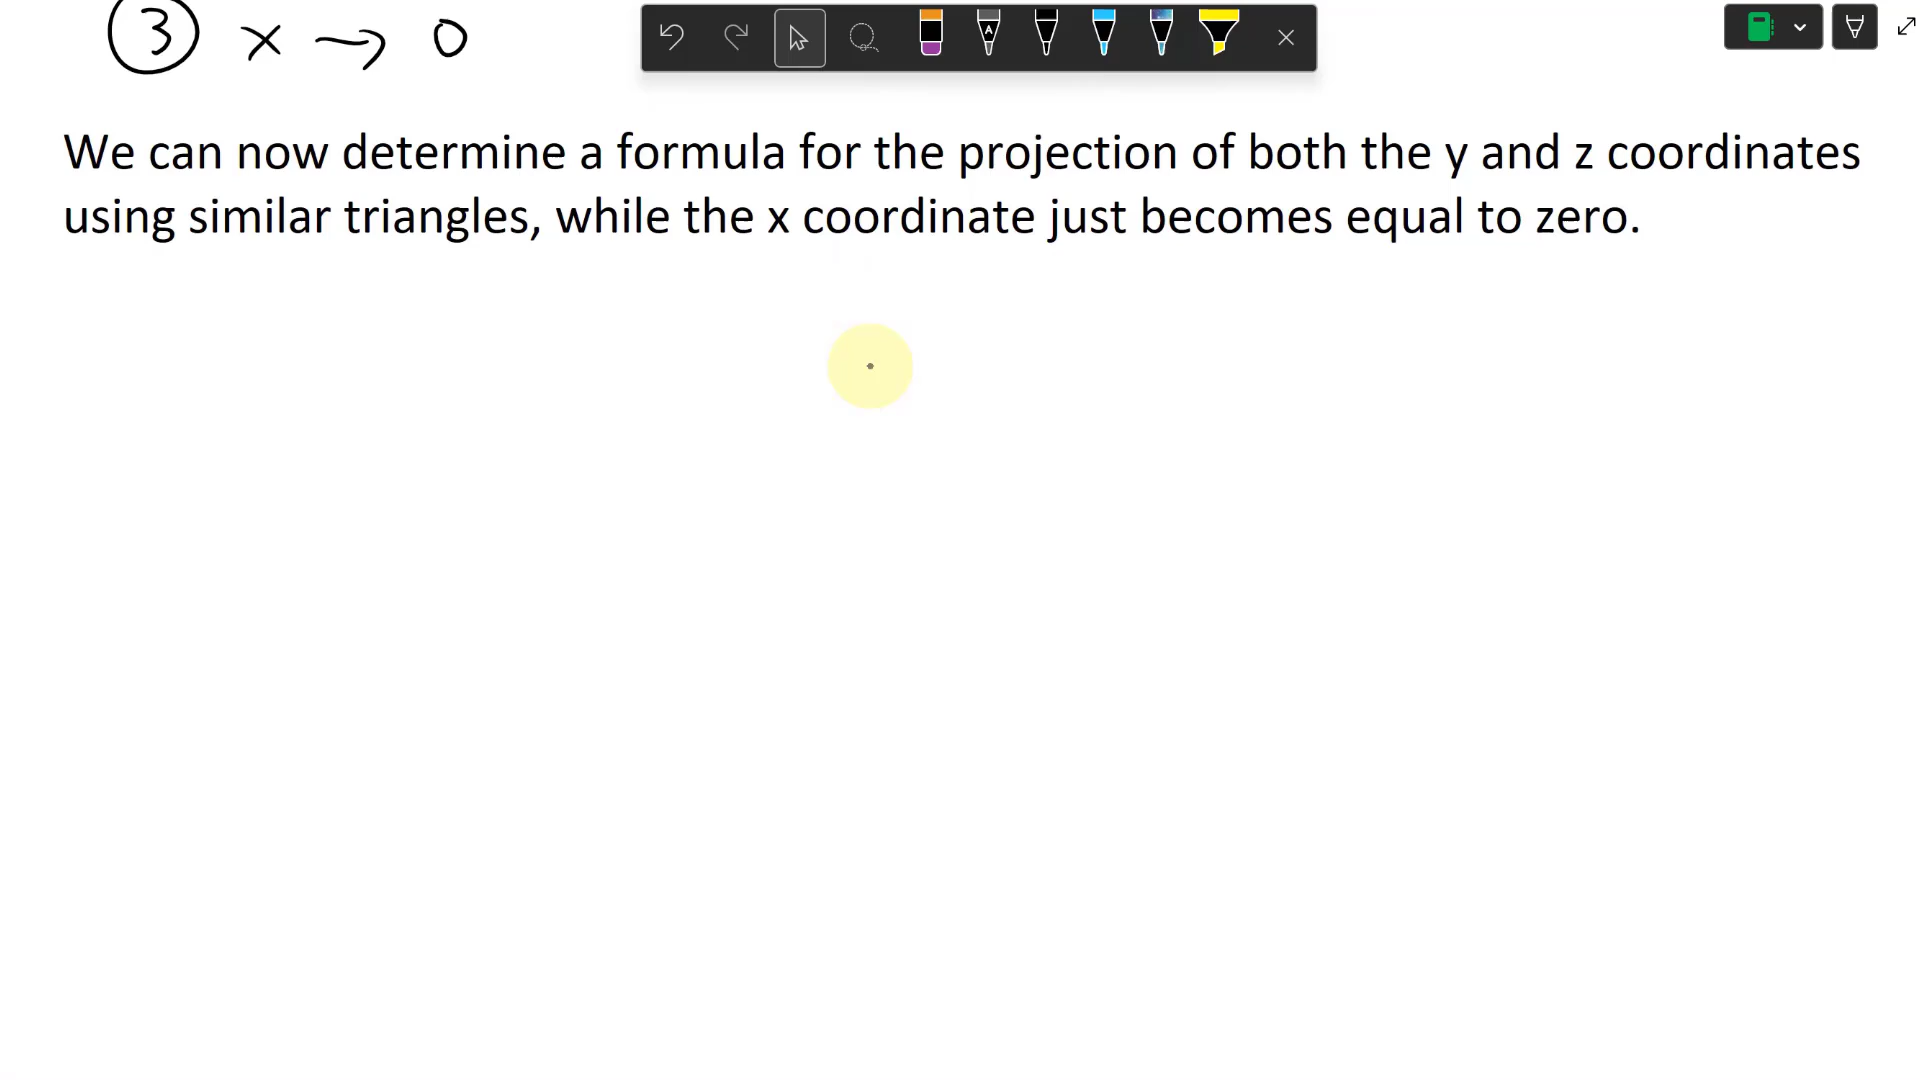 ③ x → 0
We can now determine a formula for the projection of both the y and z coordinates
using similar triangles, while the x coordinate just becomes equal to zero.